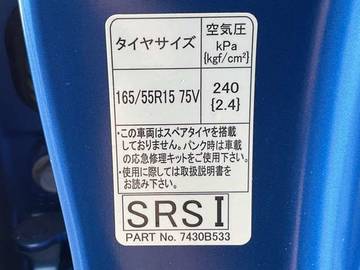 タイヤサイズ
空気圧
kPa
{kgf/cm²}
165/55R15 75V
240
{2.4}
・この車両はスペアタイヤを搭載
しておりません。パンク時は車載
の応急修理キットをご使用下さい。
・使用に際しては取扱説明書を
お読み下さい。
SRS I
PART No. 7430B533